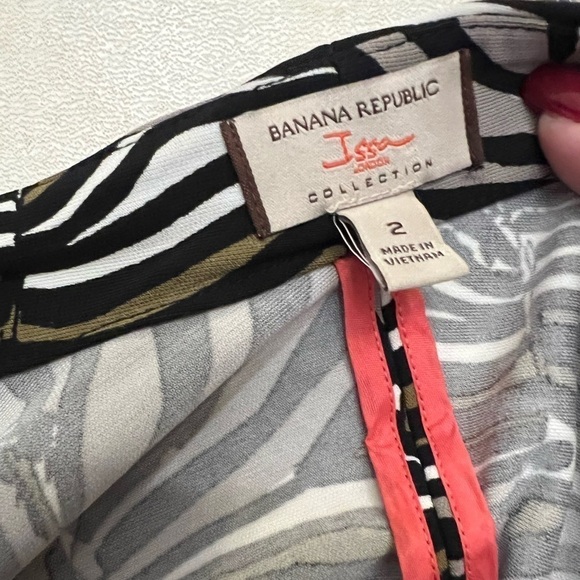 BANANA REPUBLIC
Issa
LONDON
COLLECTION
2
MADE IN
VIETNAM